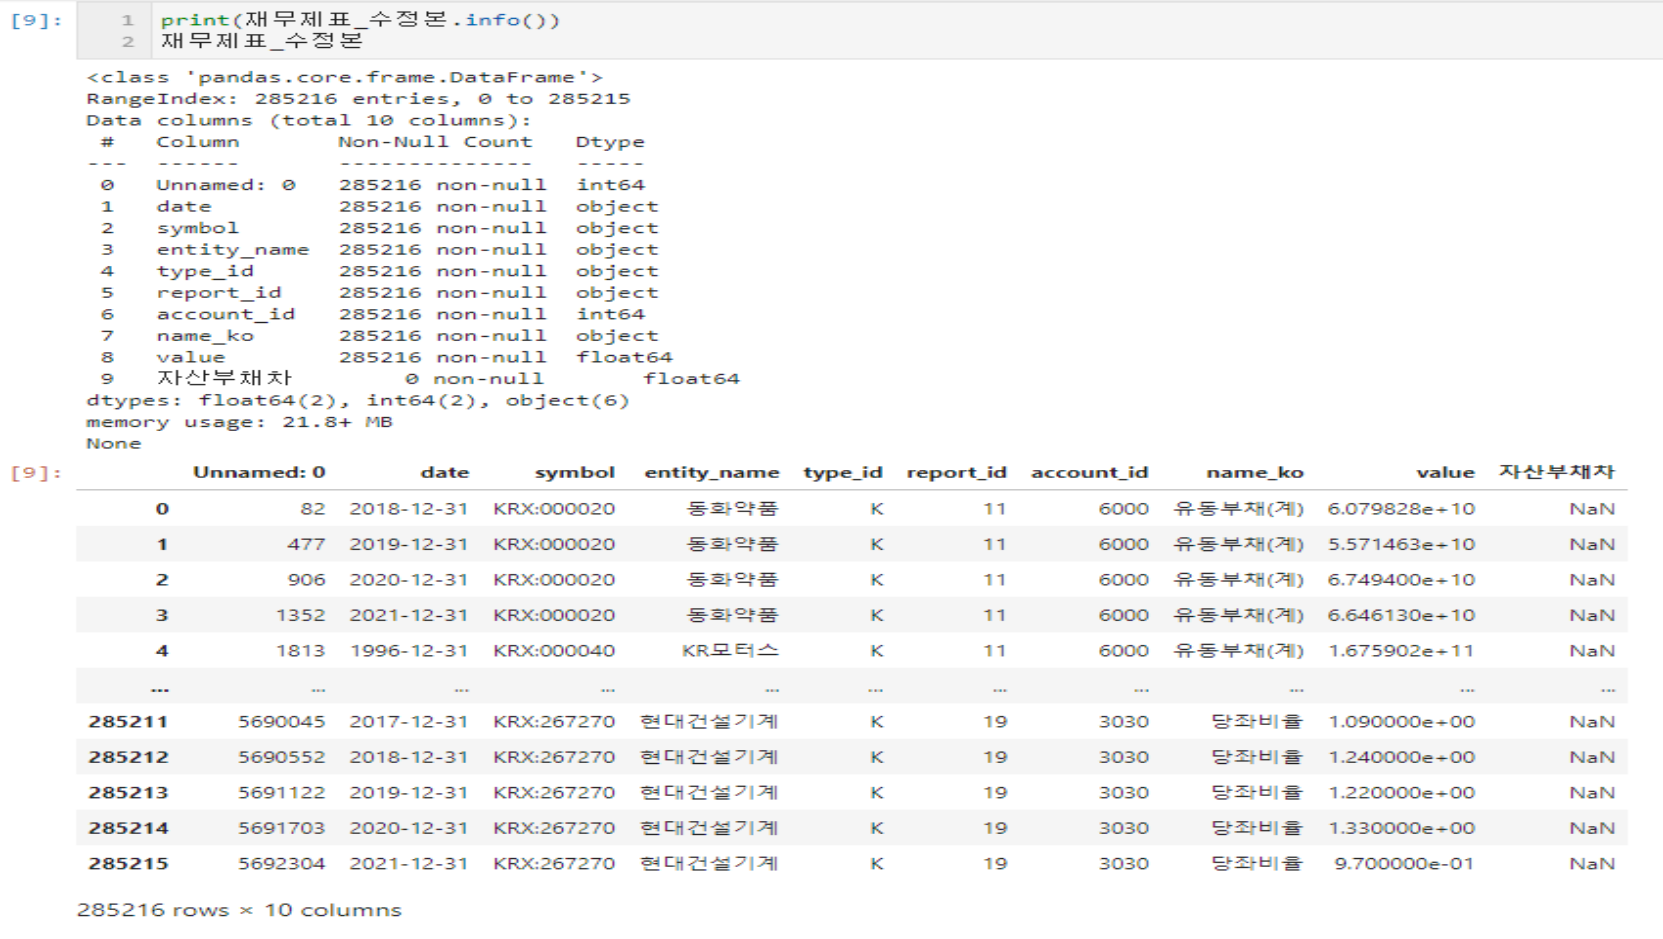 [9]: 1 print(재무제표_수정본.info())
2 재무제표_수정본
<class 'pandas.core.frame.DataFrame'>
RangeIndex: 285216 entries, 0 to 285215
Data columns (total 10 columns):
# Column Non-Null Count Dtype
--- ------ -------------- -----
0 Unnamed: 0 285216 non-null int64
1 date 285216 non-null object
2 symbol 285216 non-null object
3 entity_name 285216 non-null object
4 type_id 285216 non-null object
5 report_id 285216 non-null object
6 account_id 285216 non-null int64
7 name_ko 285216 non-null object
8 value 285216 non-null float64
9 자산부채차 0 non-null float64
dtypes: float64(2), int64(2), object(6)
memory usage: 21.8+ MB
None
[9]: Unnamed: 0 date symbol entity_name type_id report_id account_id name_ko value 자산부채차
0 82 2018-12-31 KRX:000020 동화약품 K 11 6000 유동부채(계) 6.079828e+10 NaN
1 477 2019-12-31 KRX:000020 동화약품 K 11 6000 유동부채(계) 5.571463e+10 NaN
2 906 2020-12-31 KRX:000020 동화약품 K 11 6000 유동부채(계) 6.749400e+10 NaN
3 1352 2021-12-31 KRX:000020 동화약품 K 11 6000 유동부채(계) 6.646130e+10 NaN
4 1813 1996-12-31 KRX:000040 KR모터스 K 11 6000 유동부채(계) 1.675902e+11 NaN
... ... ... ... ... ... ... ... ... ... ...
285211 5690045 2017-12-31 KRX:267270 현대건설기계 K 19 3030 당좌비율 1.090000e+00 NaN
285212 5690552 2018-12-31 KRX:267270 현대건설기계 K 19 3030 당좌비율 1.240000e+00 NaN
285213 5691122 2019-12-31 KRX:267270 현대건설기계 K 19 3030 당좌비율 1.220000e+00 NaN
285214 5691703 2020-12-31 KRX:267270 현대건설기계 K 19 3030 당좌비율 1.330000e+00 NaN
285215 5692304 2021-12-31 KRX:267270 현대건설기계 K 19 3030 당좌비율 9.700000e-01 NaN
285216 rows × 10 columns